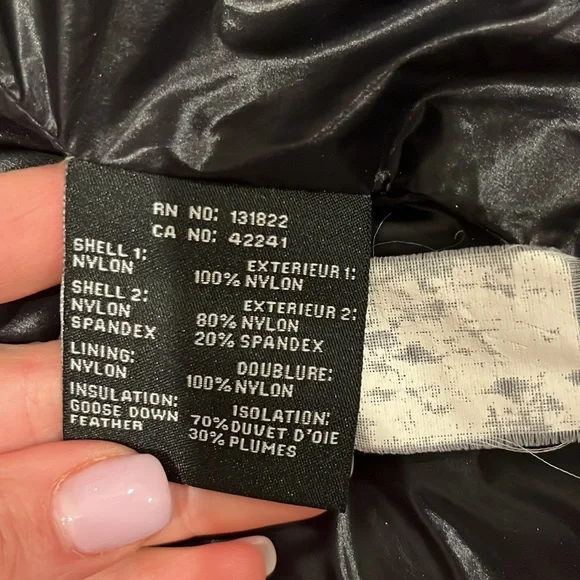 RN NO: 131822
CA NO: 42241
SHELL 1: EXTERIEUR 1:
NYLON 100% NYLON
SHELL 2: EXTERIEUR 2:
NYLON 80% NYLON
SPANDEX 20% SPANDEX
LINING: DOUBLURE:
NYLON 100% NYLON
INSULATION: ISOLATION:
GOOSE DOWN 70% DUVET D'OIE
FEATHER 30% PLUMES